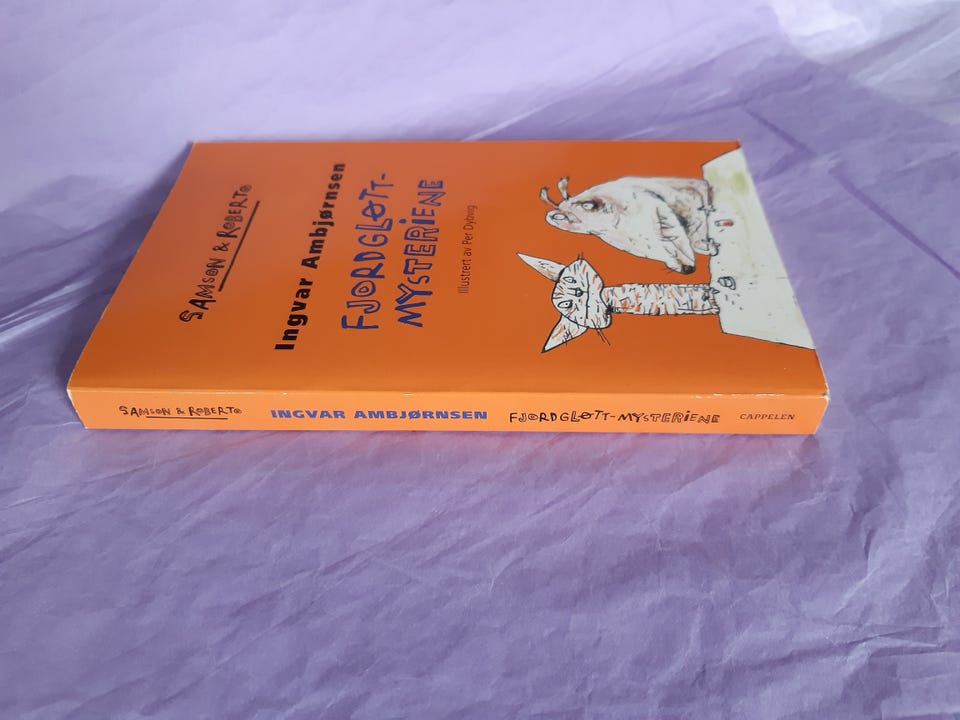 SAMSON & ROBERTO
Ingvar Ambjørnsen
FJORDGLØTT-
MYSTERIENE
Illustrert av Per Dybvig
SAMSON & ROBERTO INGVAR AMBJØRNSEN FJORDGLØTT-MYSTERIENE CAPPELEN